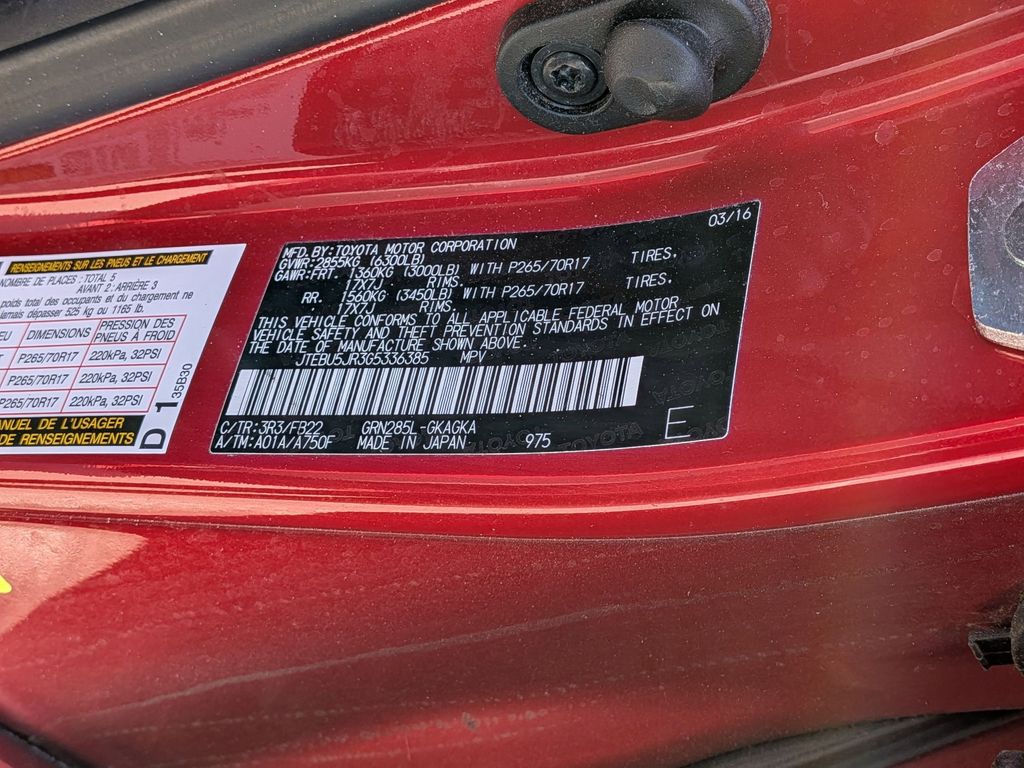 RENSEIGNEMENTS SUR LES PNEUS ET LE CHARGEMENT
NOMBRE DE PLACES : TOTAL 5
AVANT 2 : ARRIÈRE 3
poids total des occupants et du chargement ne
jamais dépasser 525 kg ou 1165 lb.
DIMENSIONS PRESSION DES
PNEUS À FROID
P265/70R17 220kPa, 32PSI
P265/70R17 220kPa, 32PSI
P265/70R17 220kPa, 32PSI
MANUEL DE L'USAGER
DE RENSEIGNEMENTS
D 1 35B30
03/16
MFD.BY:TOYOTA MOTOR CORPORATION
GVWR:2855KG (6300LB)
GAWR:FRT. 1360KG (3000LB) WITH P265/70R17 TIRES.
17X7J RIMS.
RR. 1560KG (3450LB) WITH P265/70R17 TIRES.
17X7J RIMS.
THIS VEHICLE CONFORMS TO ALL APPLICABLE FEDERAL MOTOR
VEHICLE SAFETY AND THEFT PREVENTION STANDARDS IN EFFECT ON
THE DATE OF MANUFACTURE SHOWN ABOVE.
JTEBU5JR3G5336385 MPV
C/TR:3R3/FB22 GRN285L-GKAGKA
A/TM:A01A/A750F MADE IN JAPAN 975 E